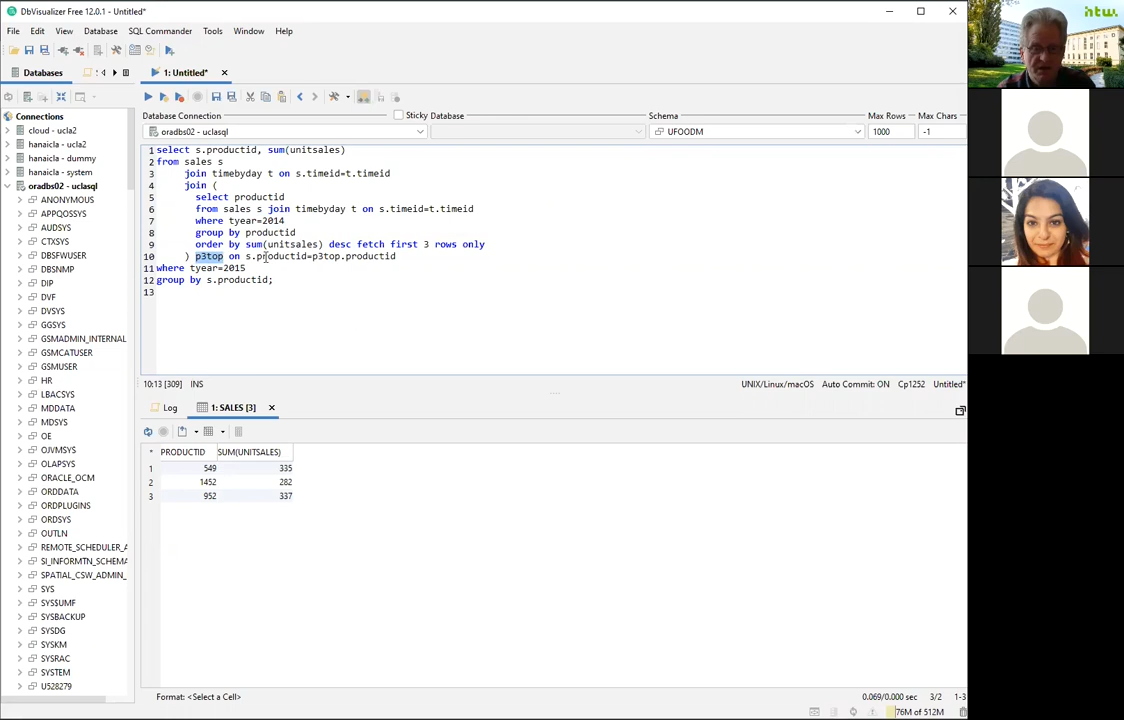 DbVisualizer Free 12.0.1 - Untitled*
File Edit View Database SQL Commander Tools Window Help
Databases
1: Untitled*
Connections
cloud - ucla2
hanaicla - ucla2
hanaicla - dummy
hanaicla - system
oradbs02 - uclasql
ANONYMOUS
APPQOSSYS
AUDSYS
CTXSYS
DBSFWUSER
DBSNMP
DIP
DVF
DVSYS
GGSYS
GSMADMIN_INTERNAL
GSMCATUSER
GSMUSER
HR
LBACSYS
MDDATA
MDSYS
OE
OJVMSYS
OLAPSYS
ORACLE_OCM
ORDDATA
ORDPLUGINS
ORDSYS
OUTLN
REMOTE_SCHEDULER_A
SI_INFORMTN_SCHEMA
SPATIAL_CSW_ADMIN_
SYS
SYS$UMF
SYSBACKUP
SYSDG
SYSKM
SYSRAC
SYSTEM
U528279
Database Connection Sticky Database Schema Max Rows Max Chars
oradbs02 - uclasql UFOODM 1000 -1
1 select s.productid, sum(unitsales)
2 from sales s
3 join timebyday t on s.timeid=t.timeid
4 join (
5 select productid
6 from sales s join timebyday t on s.timeid=t.timeid
7 where tyear=2014
8 group by productid
9 order by sum(unitsales) desc fetch first 3 rows only
10 ) p3top on s.productid=p3top.productid
11 where tyear=2015
12 group by s.productid;
13
10:13 [309] INS UNIX/Linux/macOS Auto Commit: ON Cp1252 Untitled*
Log 1: SALES [3]
* PRODUCTID SUM(UNITSALES)
1 549 335
2 1452 282
3 952 337
Format: <Select a Cell> 0.069/0.000 sec 3/2 1-3
76M of 512M
htw.